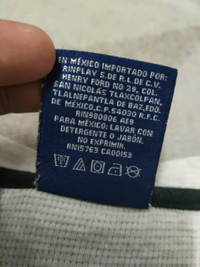 EN MÉXICO IMPORTADO POR:
RINPLAY S.DE R.L.DE C.V.
HENRY FORD NO 29, COL.
SAN NICOLÁS TLAXCOLPAN,
TLALNEPANTLA DE BAZ,EDO.
DE MÉXICO,C.P.54030 R.F.C.
RIN980806 AE9
PARA MÉXICO: LAVAR CON
DETERGENTE O JABÓN.
NO EXPRIMIR.
RN15763 CA00153